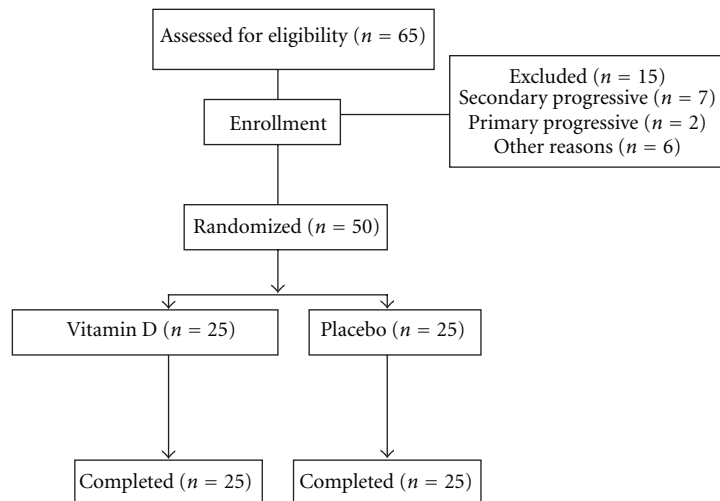 Assessed for eligibility (n = 65)
Excluded (n = 15)
Secondary progressive (n = 7)
Primary progressive (n = 2)
Other reasons (n = 6)
Enrollment
Randomized (n = 50)
Vitamin D (n = 25)
Placebo (n = 25)
Completed (n = 25)
Completed (n = 25)